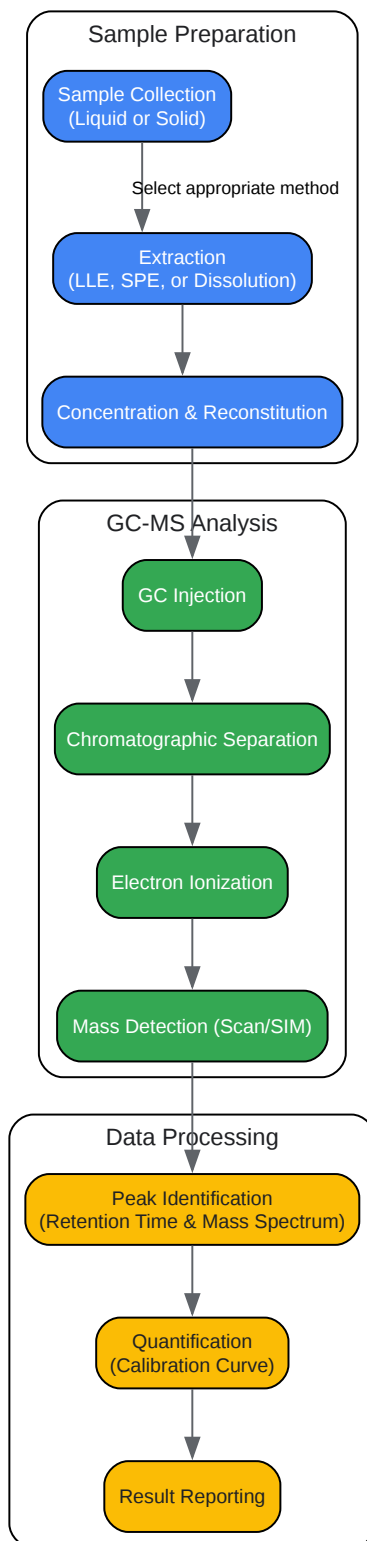 Sample Preparation
Sample Collection
(Liquid or Solid)
Select appropriate method
Extraction
(LLE, SPE, or Dissolution)
Concentration & Reconstitution
GC-MS Analysis
GC Injection
Chromatographic Separation
Electron Ionization
Mass Detection (Scan/SIM)
Data Processing
Peak Identification
(Retention Time & Mass Spectrum)
Quantification
(Calibration Curve)
Result Reporting